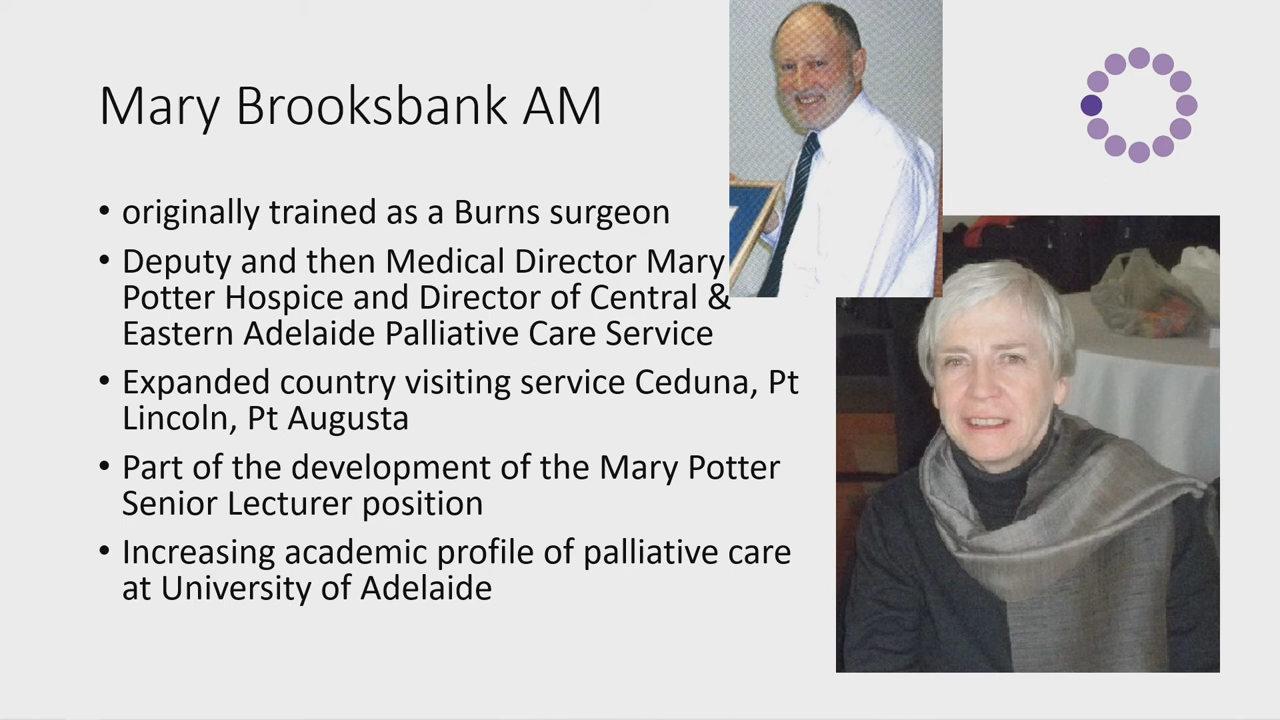 Mary Brooksbank AM
• originally trained as a Burns surgeon
• Deputy and then Medical Director Mary
Potter Hospice and Director of Central &
Eastern Adelaide Palliative Care Service
• Expanded country visiting service Ceduna, Pt
Lincoln, Pt Augusta
• Part of the development of the Mary Potter
Senior Lecturer position
• Increasing academic profile of palliative care
at University of Adelaide